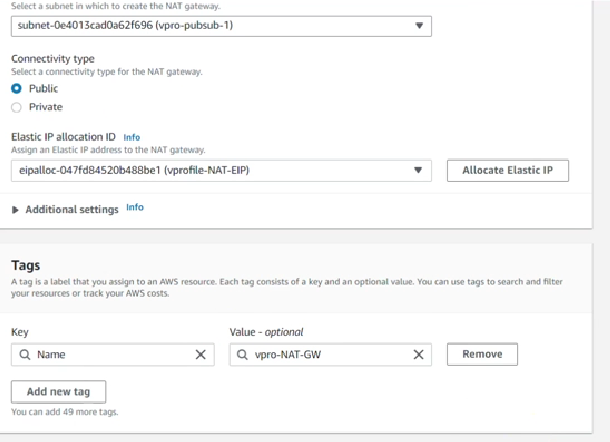 Select a subnet in which to create the NAT gateway.
subnet-0e4013cad0a62f696 (vpro-pubsub-1)
Connectivity type
Select a connectivity type for the NAT gateway.
Public
Private
Elastic IP allocation ID Info
Assign an Elastic IP address to the NAT gateway.
eipalloc-047fd84520b488be1 (vprofile-NAT-EIP)
Allocate Elastic IP
Additional settings Info
Tags
A tag is a label that you assign to an AWS resource. Each tag consists of a key and an optional value. You can use tags to search and filter
your resources or track your AWS costs.
Key
Value - optional
Name
vpro-NAT-GW
Remove
Add new tag
You can add 49 more tags.